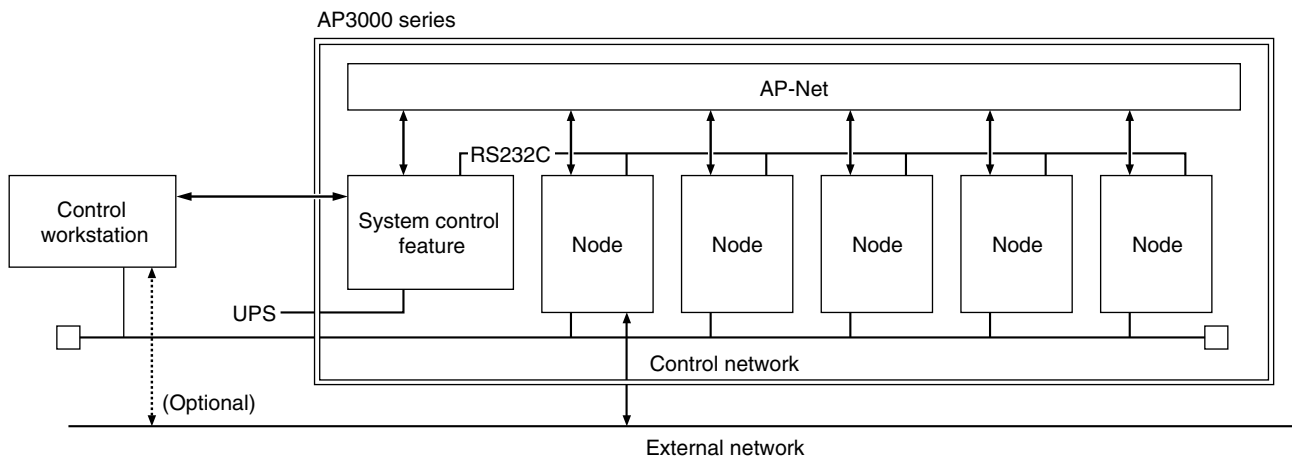 AP3000 series
AP-Net
RS232C
Control
workstation
System control
feature
Node
Node
Node
Node
Node
UPS
Control network
(Optional)
External network